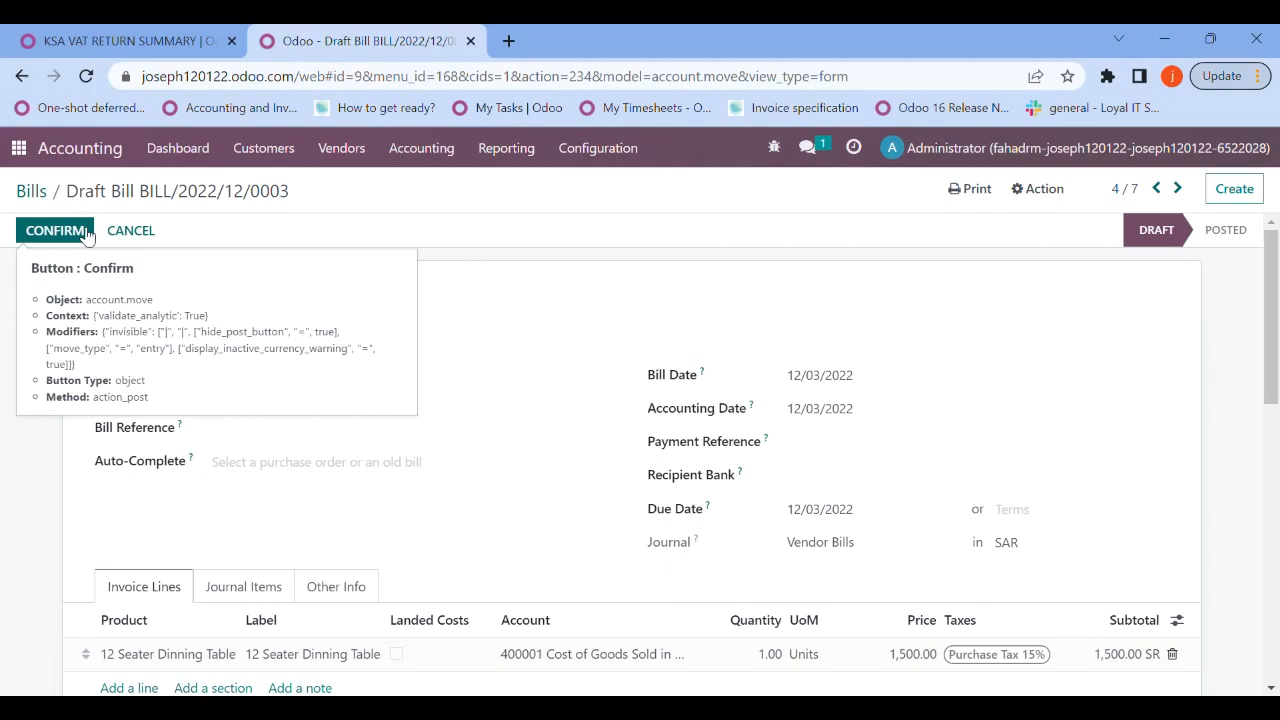 KSA VAT RETURN SUMMARY | O
Odoo - Draft Bill BILL/2022/12/0
joseph120122.odoo.com/web#id=9&menu_id=168&cids=1&action=234&model=account.move&view_type=form
j
Update
One-shot deferred...
Accounting and Inv...
How to get ready?
My Tasks | Odoo
My Timesheets - O...
Invoice specification
Odoo 16 Release N...
general - Loyal IT S...
Accounting
Dashboard
Customers
Vendors
Accounting
Reporting
Configuration
1
A
Administrator (fahadrm-joseph120122-joseph120122-6522028)
Bills / Draft Bill BILL/2022/12/0003
Print
Action
4 / 7
Create
CONFIRM
CANCEL
DRAFT
POSTED
Button : Confirm
Object: account.move
Context: {'validate_analytic': True}
Modifiers: {"invisible": ["|", "|", ["hide_post_button", "=", true],
["move_type", "=", "entry"], ["display_inactive_currency_warning", "=",
true]]}
Button Type: object
Method: action_post
Bill Reference ?
Auto-Complete ? Select a purchase order or an old bill
Bill Date ? 12/03/2022
Accounting Date ? 12/03/2022
Payment Reference ?
Recipient Bank ?
Due Date ? 12/03/2022 or Terms
Journal ? Vendor Bills in SAR
Invoice Lines
Journal Items
Other Info
Product Label Landed Costs Account Quantity UoM Price Taxes Subtotal
12 Seater Dinning Table 12 Seater Dinning Table 400001 Cost of Goods Sold in ... 1.00 Units 1,500.00 Purchase Tax 15% 1,500.00 SR
Add a line Add a section Add a note